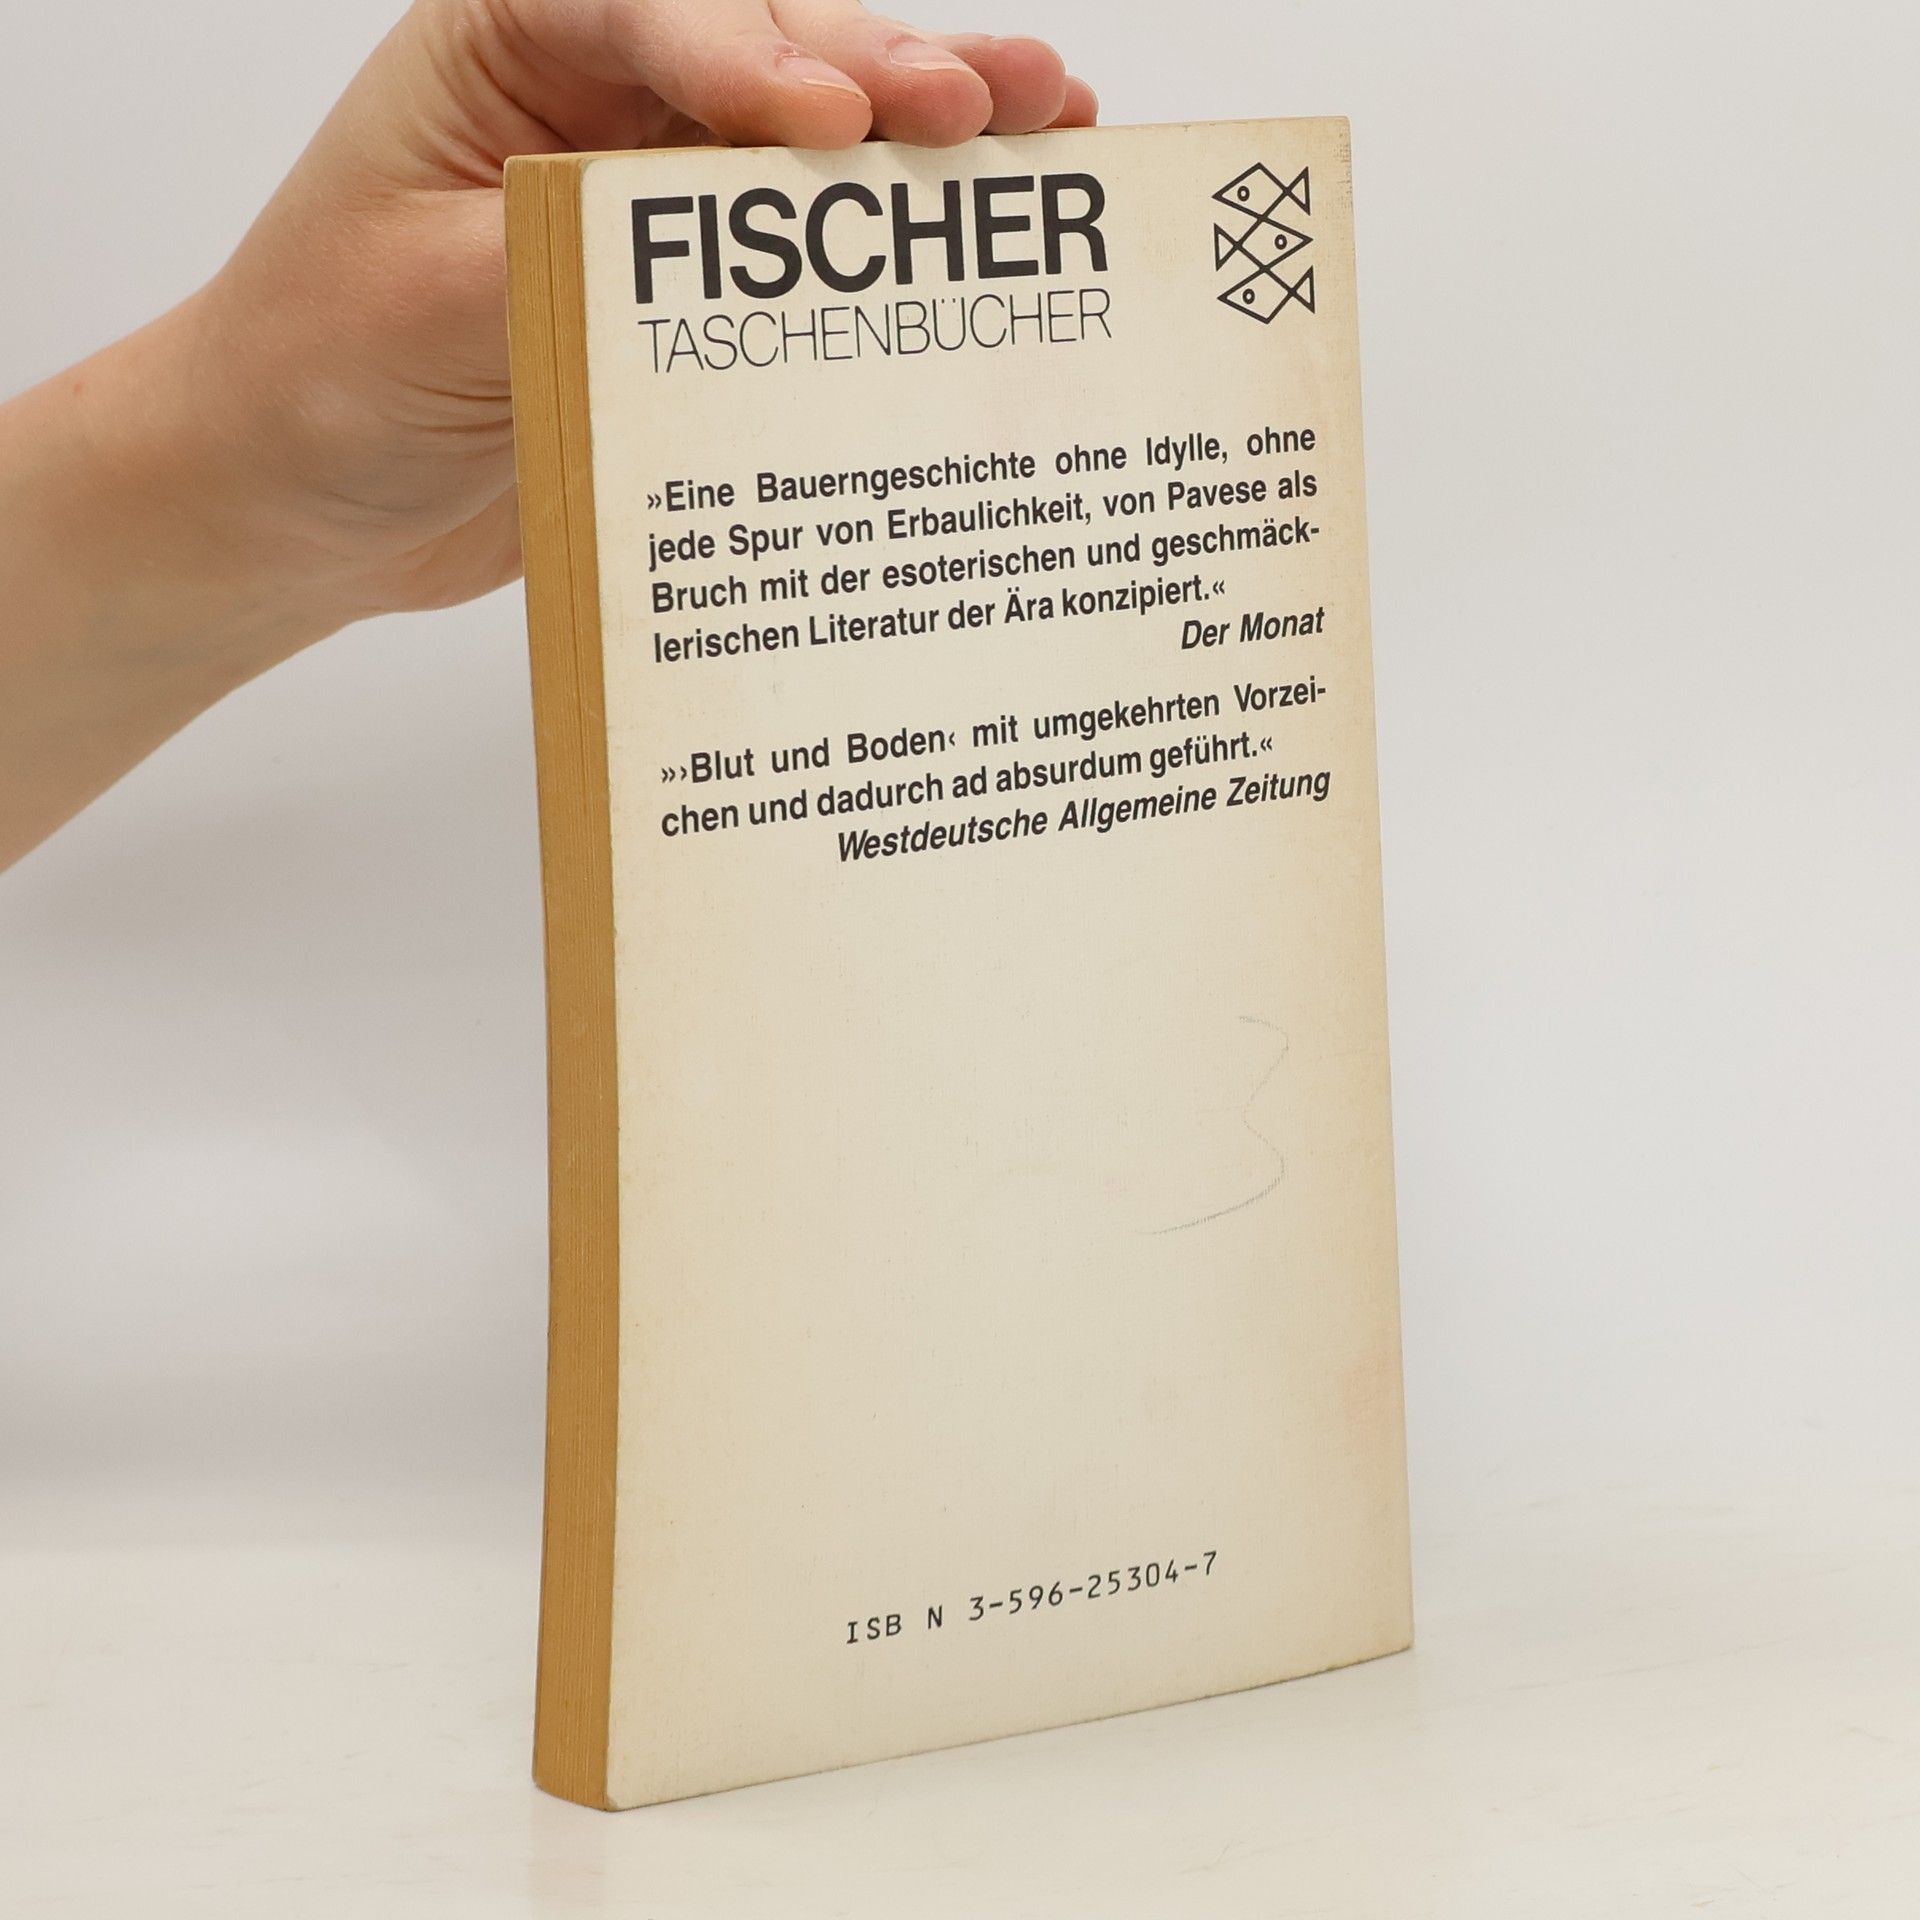 FISCHER
TASCHENBÜCHER
»Eine Bauerngeschichte ohne Idylle, ohne
jede Spur von Erbaulichkeit, von Pavese als
Bruch mit der esoterischen und geschmäck-
lerischen Literatur der Ära konzipiert.«
Der Monat
»›Blut und Boden‹ mit umgekehrten Vorzei-
chen und dadurch ad absurdum geführt.«
Westdeutsche Allgemeine Zeitung
ISB N 3-596-25304-7